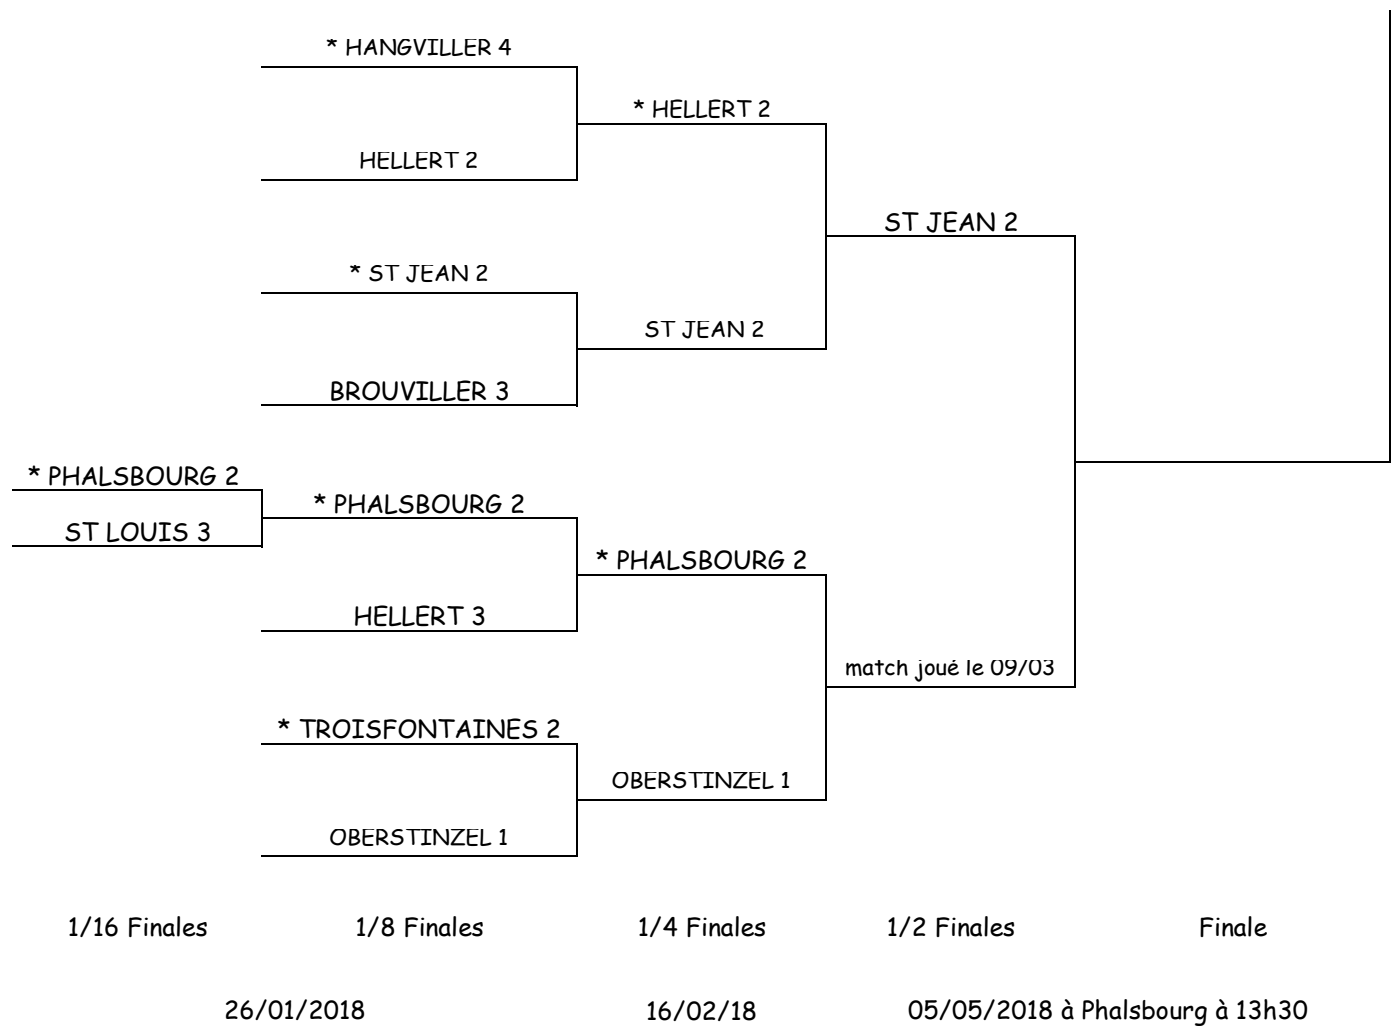 * HANGVILLER 4
* HELLERT 2
HELLERT 2
ST JEAN 2
* ST JEAN 2
ST JEAN 2
BROUVILLER 3
* PHALSBOURG 2
* PHALSBOURG 2
ST LOUIS 3
* PHALSBOURG 2
HELLERT 3
match joué le 09/03
* TROISFONTAINES 2
OBERSTINZEL 1
OBERSTINZEL 1
1/16 Finales 1/8 Finales 1/4 Finales 1/2 Finales Finale
26/01/2018 16/02/18 05/05/2018 à Phalsbourg à 13h30